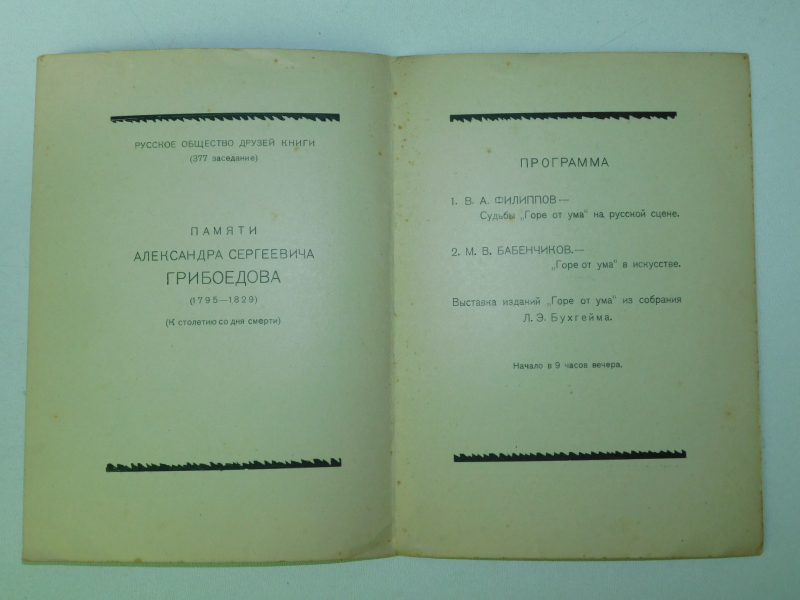 РУССКОЕ ОБЩЕСТВО ДРУЗЕЙ КНИГИ
(377 заседание)
ПАМЯТИ
АЛЕКСАНДРА СЕРГЕЕВИЧА
ГРИБОЕДОВА
(1795—1829)
(К столетию со дня смерти)
ПРОГРАММА
1. В. А. ФИЛИППОВ—
Судьбы „Горе от ума" на русской сцене.
2. М. В. БАБЕНЧИКОВ.—
„Горе от ума" в искусстве.
Выставка изданий „Горе от ума" из собрания
Л. Э. Бухгейма.
Начало в 9 часов вечера.